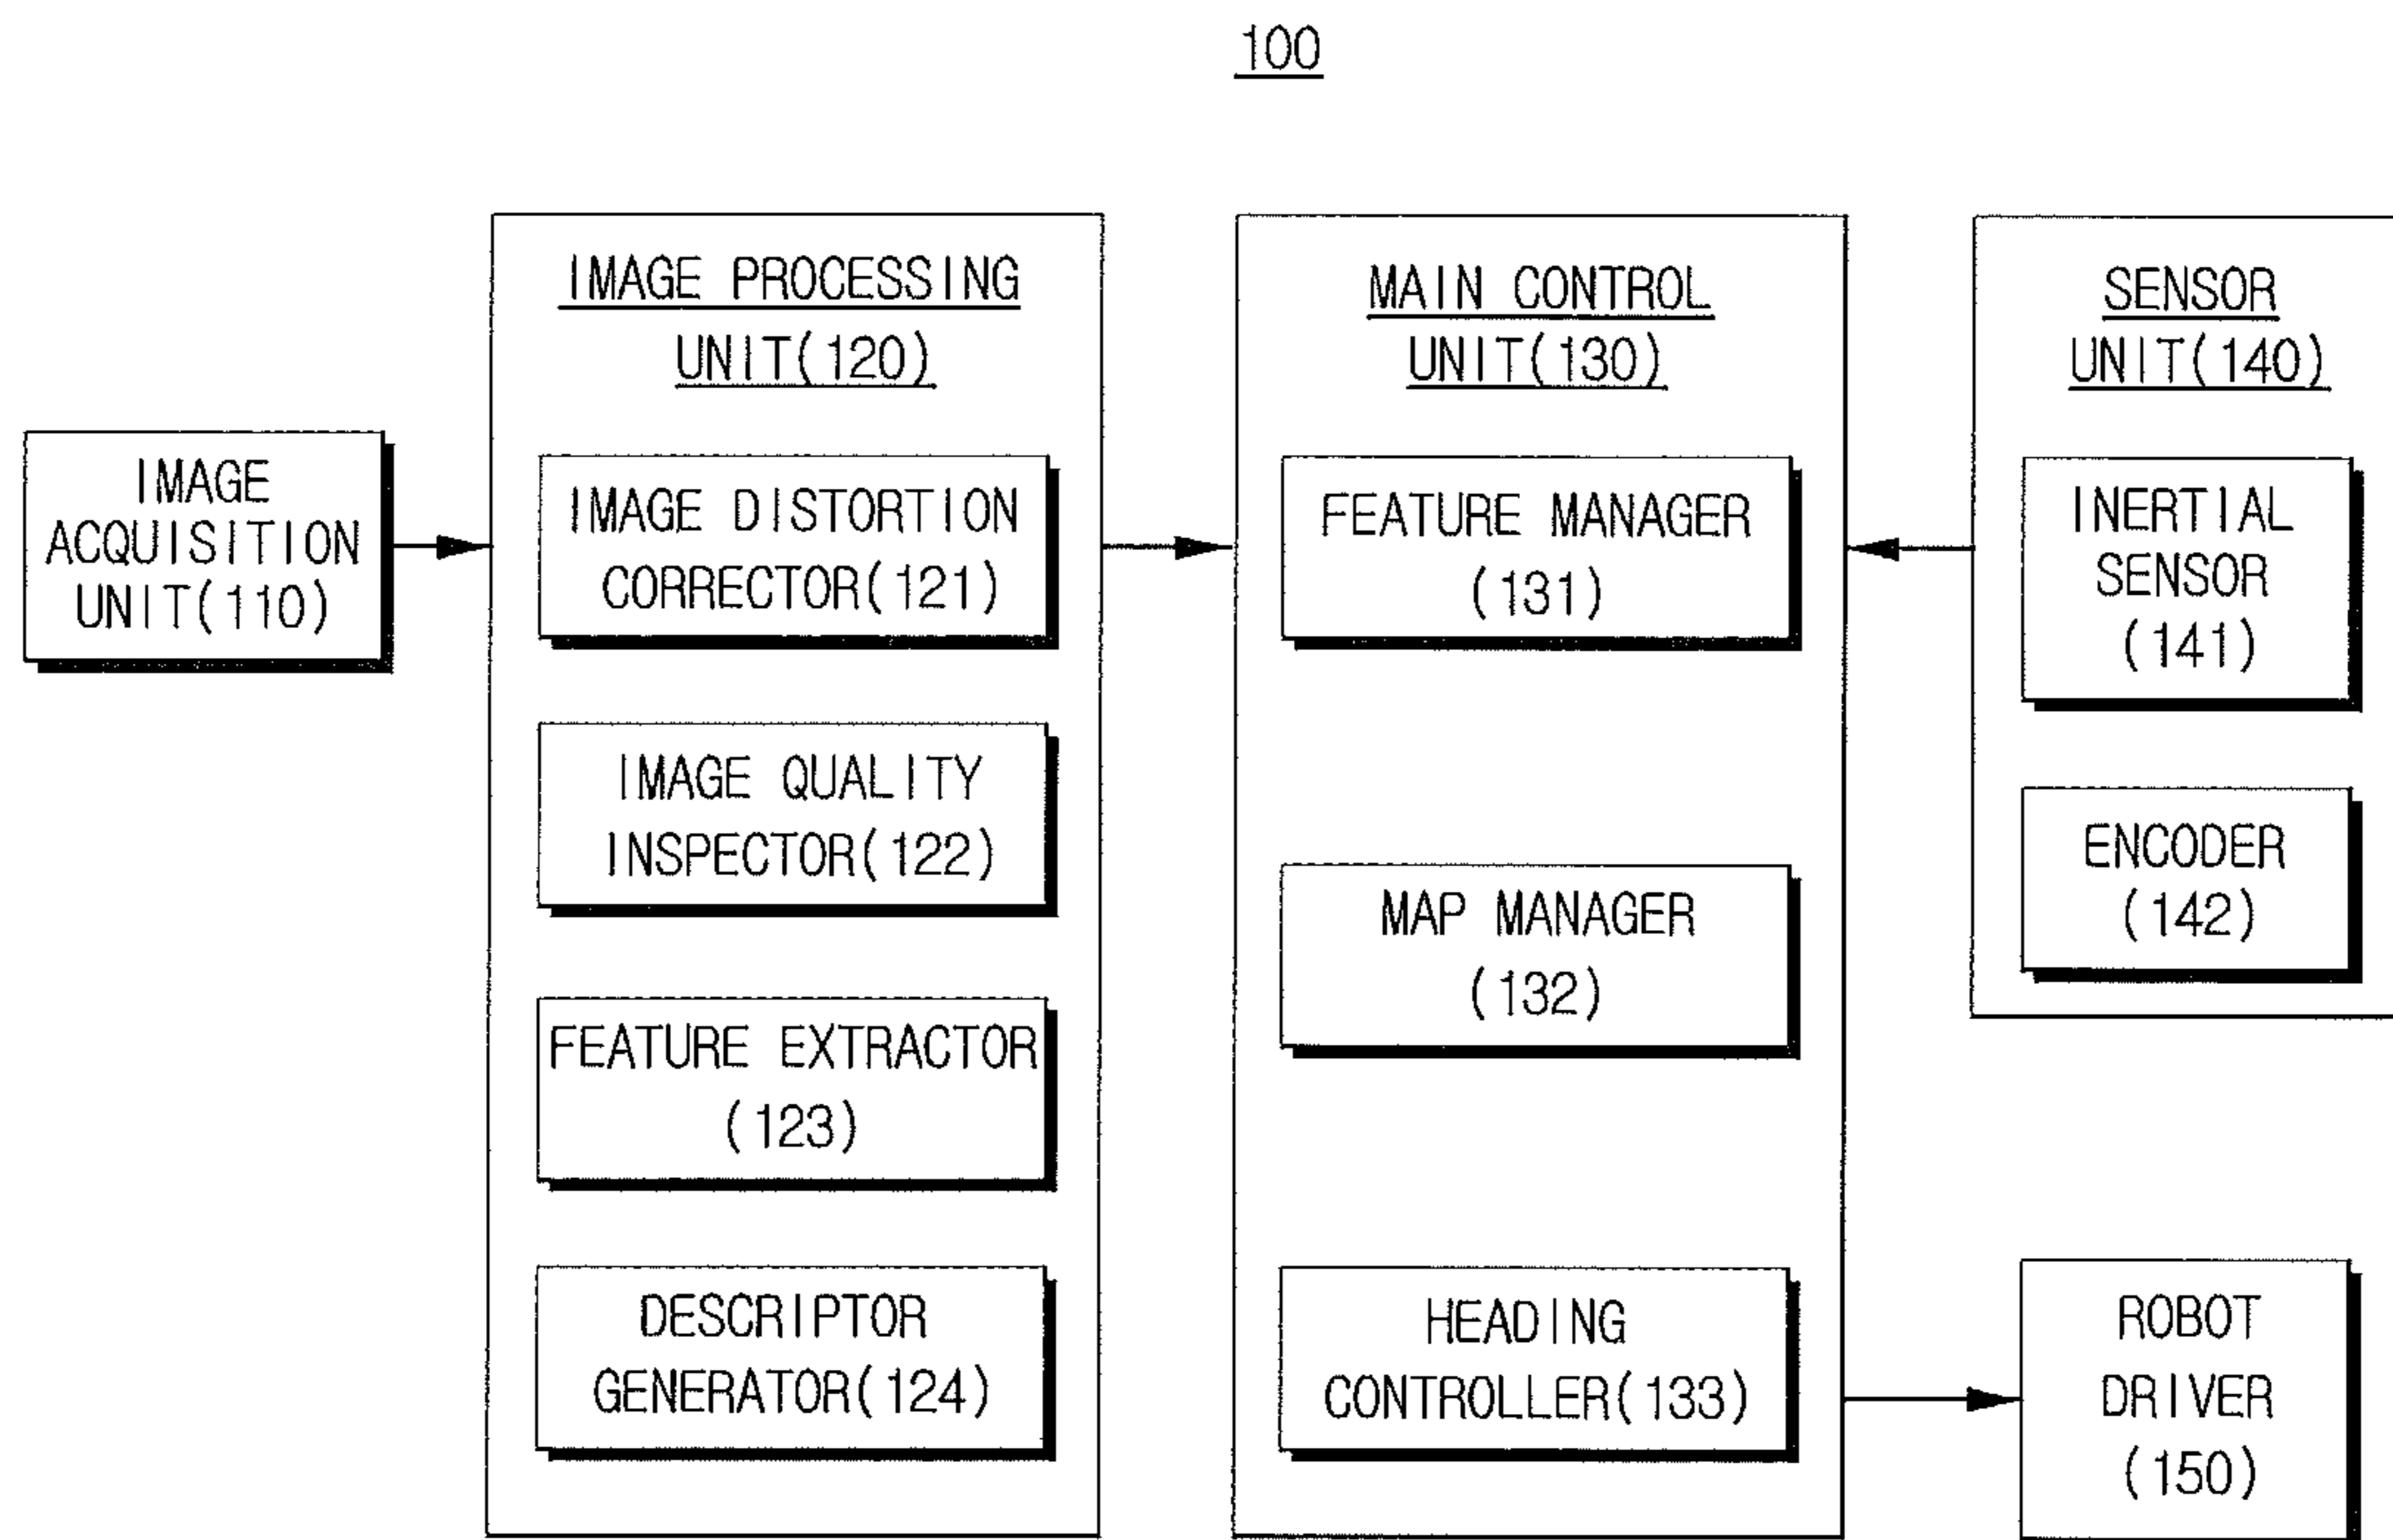 100
IMAGE
ACQUISITION
UNIT(110)
IMAGE PROCESSING
UNIT(120)
IMAGE DISTORTION
CORRECTOR(121)
IMAGE QUALITY
INSPECTOR(122)
FEATURE EXTRACTOR
(123)
DESCRIPTOR
GENERATOR(124)
MAIN CONTROL
UNIT(130)
FEATURE MANAGER
(131)
MAP MANAGER
(132)
HEADING
CONTROLLER(133)
SENSOR
UNIT(140)
INERTIAL
SENSOR
(141)
ENCODER
(142)
ROBOT
DRIVER
(150)